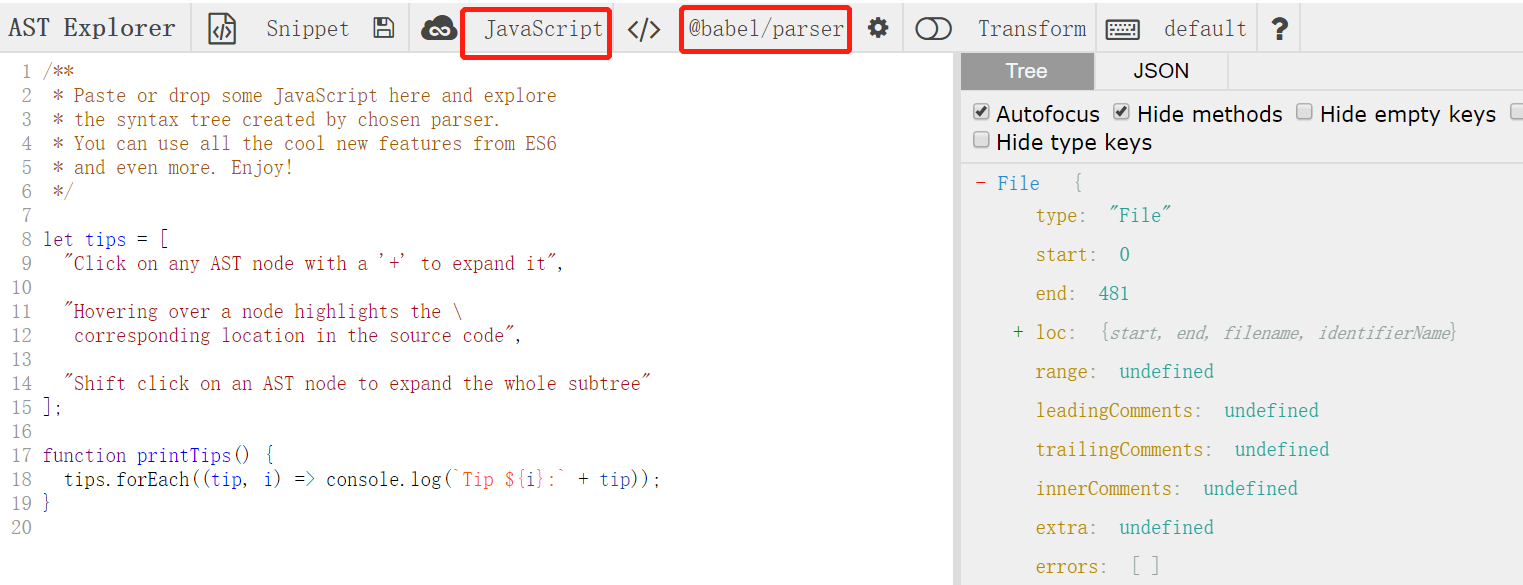 AST Explorer Snippet JavaScript </> @babel/parser Transform default ?
Tree JSON
Autofocus Hide methods Hide empty keys
Hide type keys
1 /**
2  * Paste or drop some JavaScript here and explore
3  * the syntax tree created by chosen parser.
4  * You can use all the cool new features from ES6
5  * and even more. Enjoy!
6  */
7
8 let tips = [
9   "Click on any AST node with a '+' to expand it",
10
11   "Hovering over a node highlights the \
12    corresponding location in the source code",
13
14   "Shift click on an AST node to expand the whole subtree"
15 ];
16
17 function printTips() {
18   tips.forEach((tip, i) => console.log(`Tip ${i}:` + tip));
19 }
20
- File {
type: "File"
start: 0
end: 481
+ loc: {start, end, filename, identifierName}
range: undefined
leadingComments: undefined
trailingComments: undefined
innerComments: undefined
extra: undefined
errors: [ ]